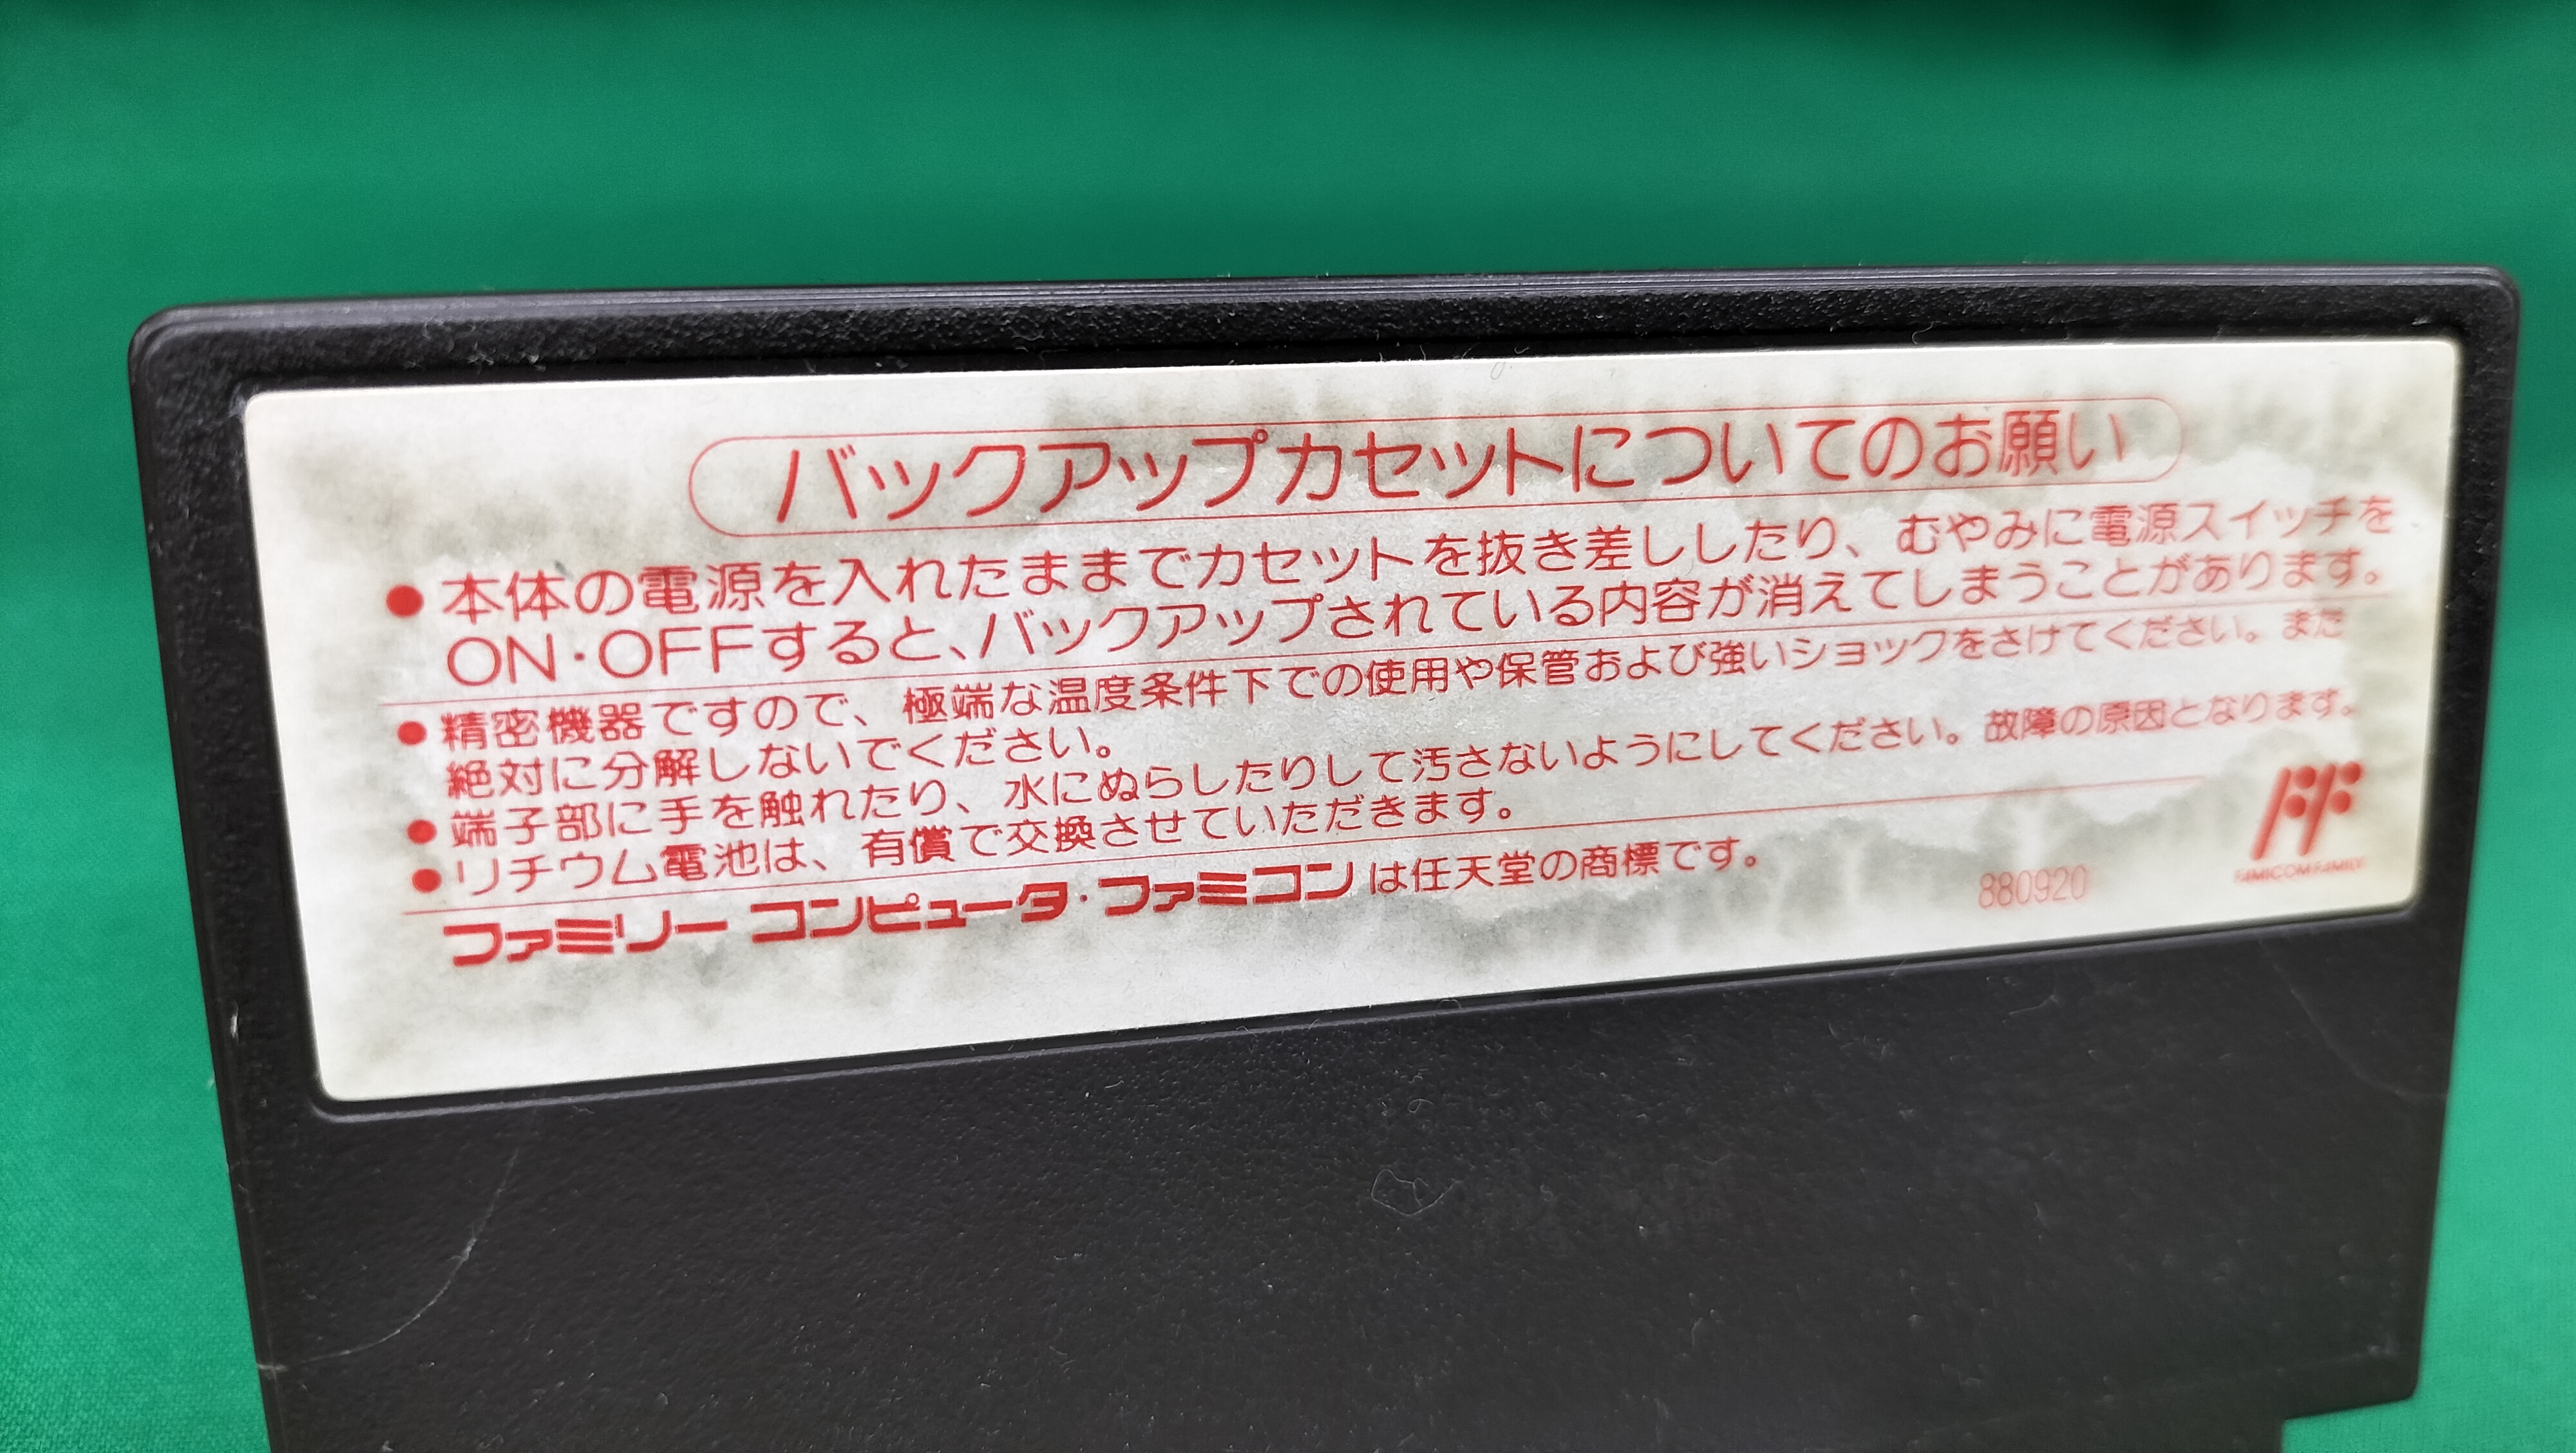 バックアップカセットについてのお願い
●本体の電源を入れたままでカセットを抜き差ししたり、むやみに電源スイッチを
ON・OFFすると、バックアップされている内容が消えてしまうことがあります。
●精密機器ですので、極端な温度条件下での使用や保管および強いショックをさけてください。また
絶対に分解しないでください。
●端子部に手を触れたり、水にぬらしたりして汚さないようにしてください。故障の原因となります。
●リチウム電池は、有償で交換させていただきます。
ファミリー コンピュータ・ファミコンは任天堂の商標です。
880920
FAMICOM FAMILY